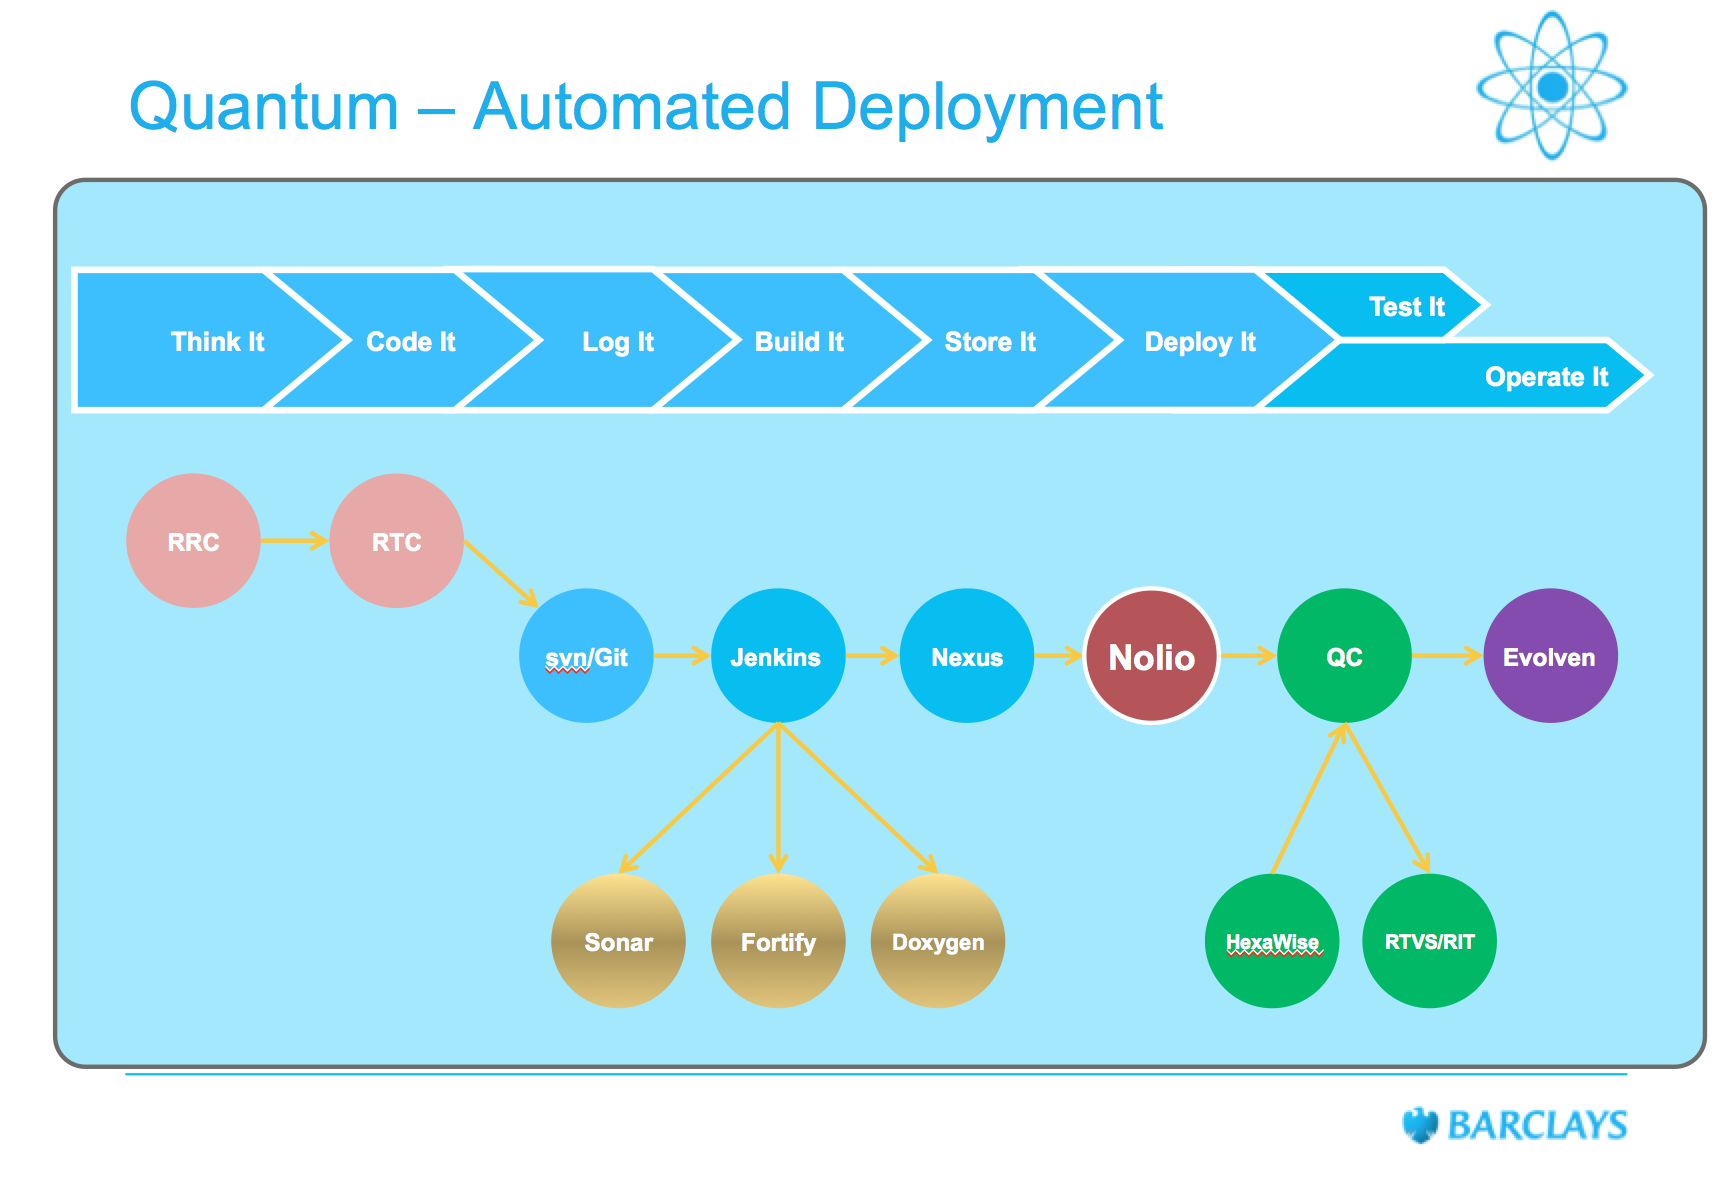 Quantum – Automated Deployment
Think It
Code It
Log It
Build It
Store It
Deploy It
Test It
Operate It
RRC
RTC
svn/Git
Jenkins
Nexus
Nolio
QC
Evolven
Sonar
Fortify
Doxygen
HexaWise
RTVS/RIT
BARCLAYS